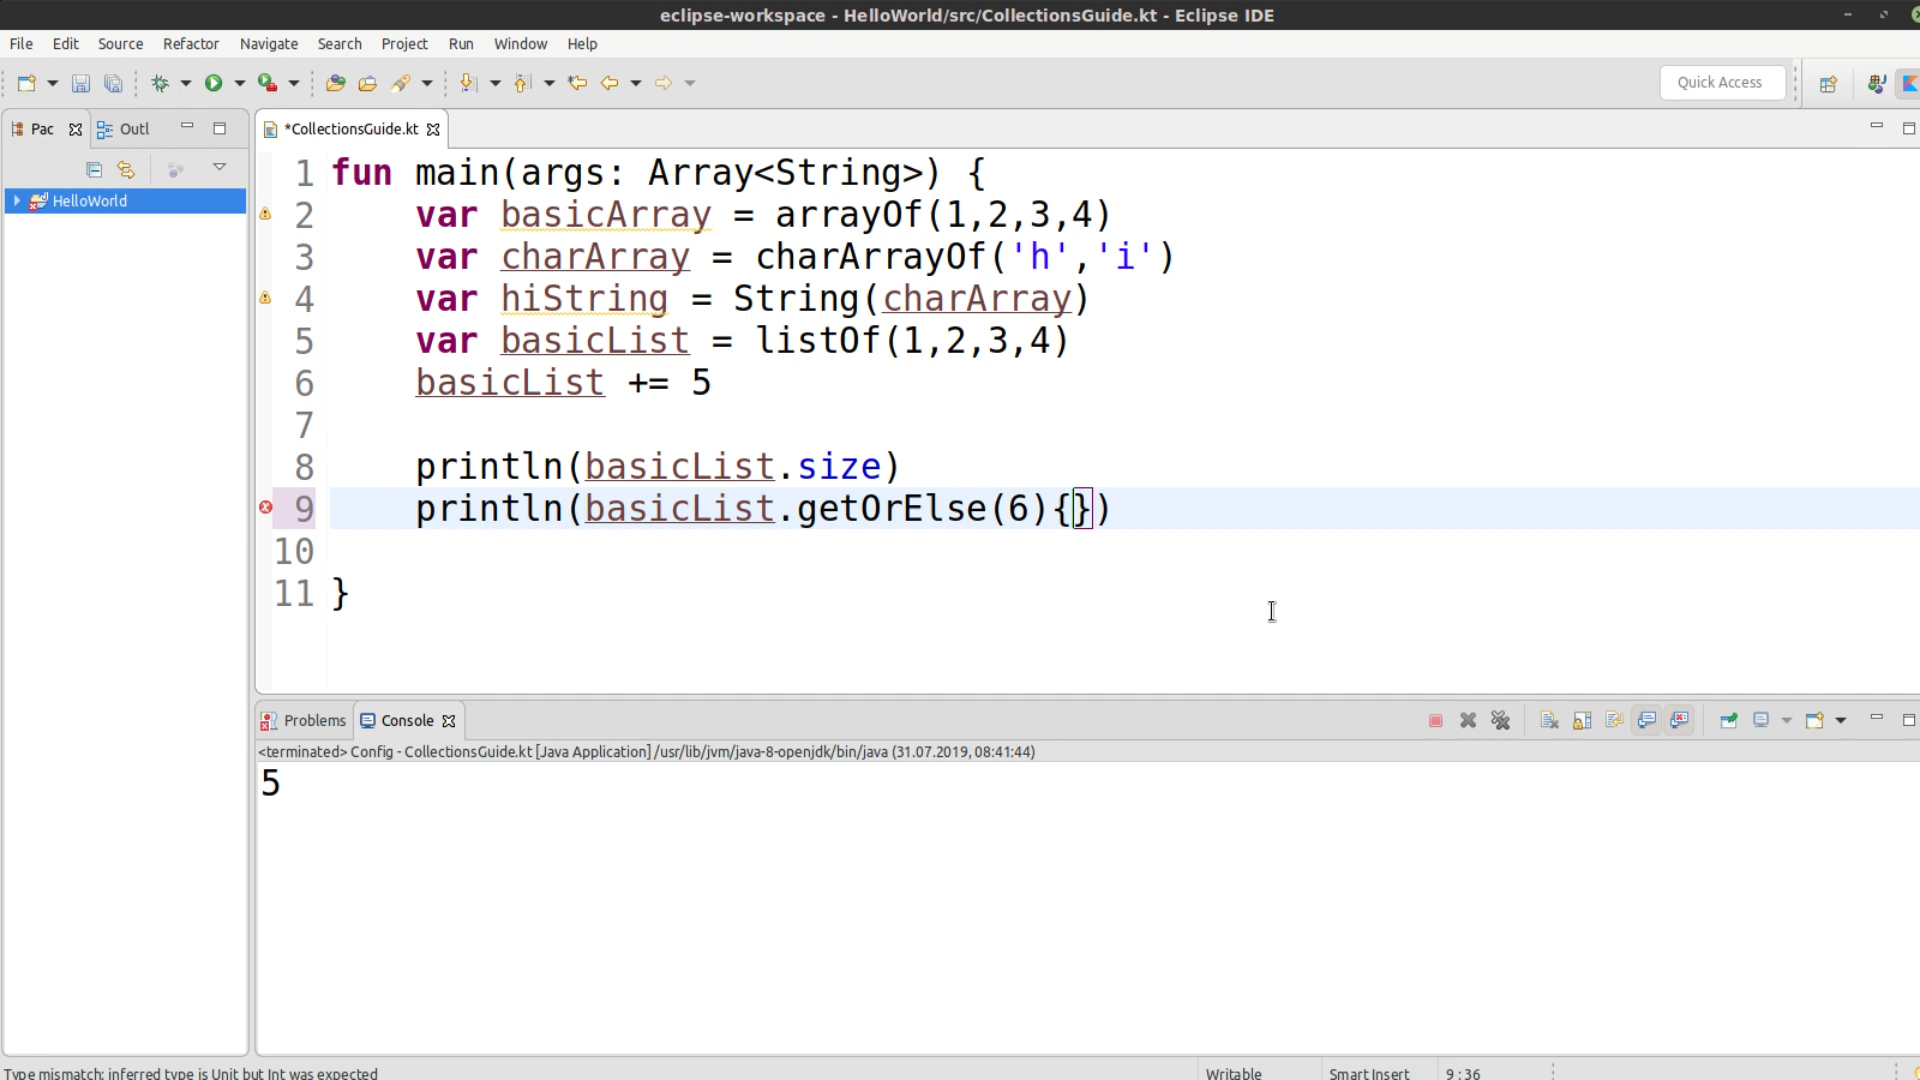 eclipse-workspace - HelloWorld/src/CollectionsGuide.kt - Eclipse IDE
File Edit Source Refactor Navigate Search Project Run Window Help
Quick Access
Pac Outl
*CollectionsGuide.kt
HelloWorld
1 fun main(args: Array<String>) {
2 var basicArray = arrayOf(1,2,3,4)
3 var charArray = charArrayOf('h','i')
4 var hiString = String(charArray)
5 var basicList = listOf(1,2,3,4)
6 basicList += 5
7
8 println(basicList.size)
9 println(basicList.getOrElse(6){})
10
11 }
Problems Console
<terminated> Config - CollectionsGuide.kt [Java Application] /usr/lib/jvm/java-8-openjdk/bin/java (31.07.2019, 08:41:44)
5
Type mismatch: inferred type is Unit but Int was expected Writable Smart Insert 9 : 36